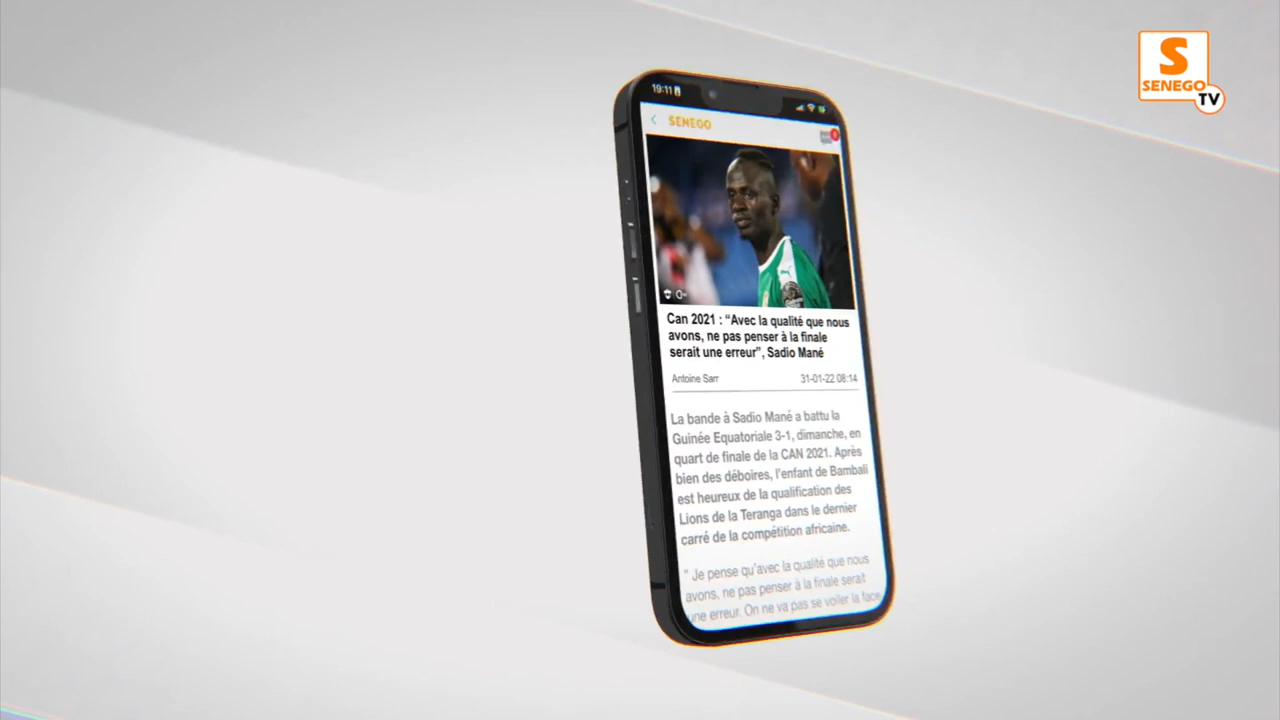 S
SENEGO
TV
19:11
SENEGO
Can 2021 : “Avec la qualité que nous
avons, ne pas penser à la finale
serait une erreur”, Sadio Mané
Antoine Sarr
31-01-22 08:14
La bande à Sadio Mané a battu la
Guinée Equatoriale 3-1, dimanche, en
quart de finale de la CAN 2021. Après
bien des déboires, l'enfant de Bambali
est heureux de la qualification des
Lions de la Teranga dans le dernier
carré de la compétition africaine.
“ Je pense qu'avec la qualité que nous
avons, ne pas penser à la finale serait
une erreur. On ne va pas se voiler la face